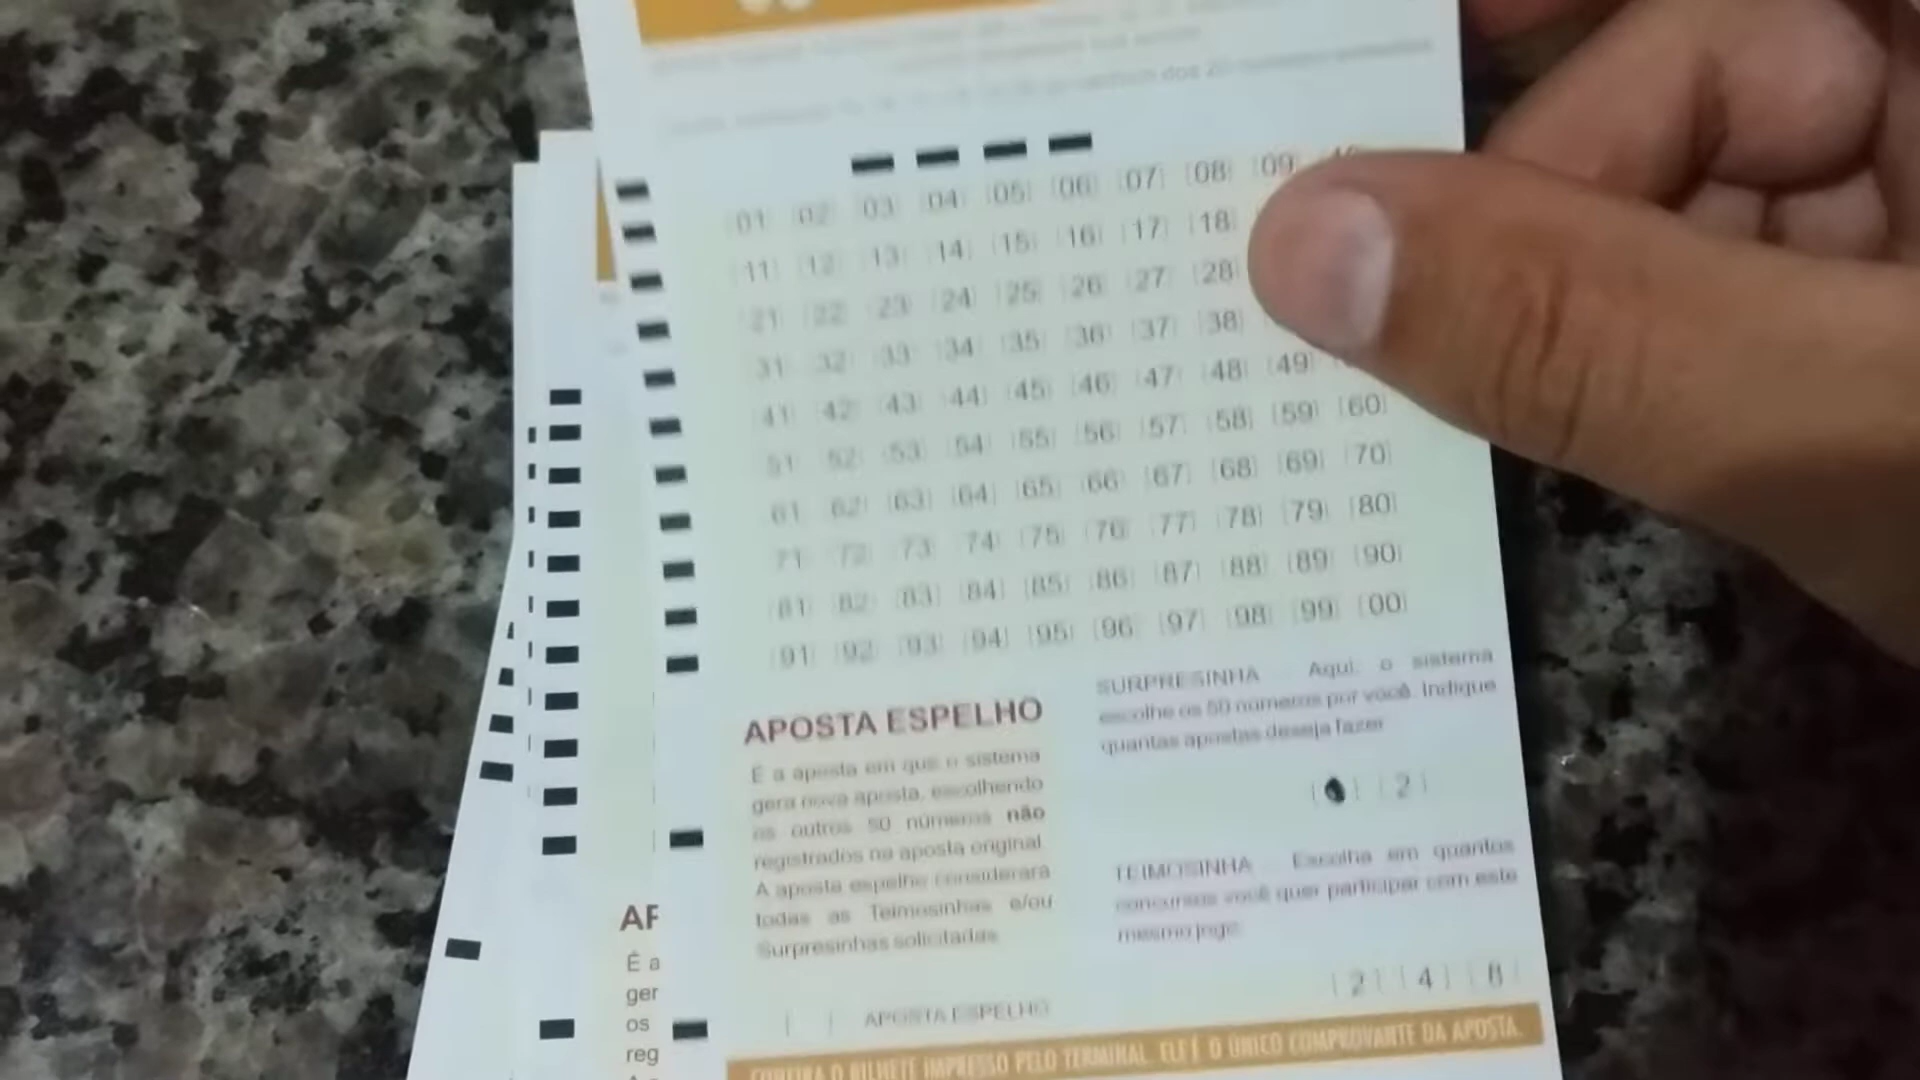 dos 20 números
01 02 03 04 05 06 07 08 09
11 12 13 14 15 16 17 18
21 22 23 24 25 26 27 28
31 32 33 34 35 36 37 38
41 42 43 44 45 46 47 48 49
51 52 53 54 55 56 57 58 59 60
61 62 63 64 65 66 67 68 69 70
71 72 73 74 75 76 77 78 79 80
81 82 83 84 85 86 87 88 89 90
91 92 93 94 95 96 97 98 99 00
APOSTA ESPELHO
É a aposta em que o sistema
gera nova aposta, escolhendo
os outros 50 números não
registrados na aposta original.
A aposta espelho considerará
todas as Teimosinhas e/ou
Surpresinhas solicitadas
APOSTA ESPELHO
SURPRESINHA Aqui, o sistema
escolhe os 50 números por você. Indique
quantas apostas deseja fazer
2
TEIMOSINHA Escolha em quantos
concursos você quer participar com este
mesmo jogo
2 4 8
CONFIRA O BILHETE IMPRESSO PELO TERMINAL. ELE É O ÚNICO COMPROVANTE DA APOSTA.
AP
É a
ger
os
reg